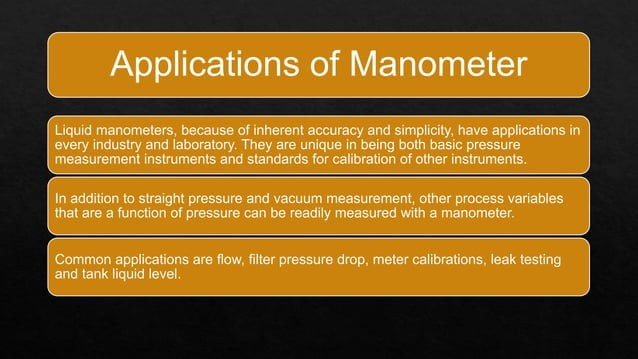 Applications of Manometer
Liquid manometers, because of inherent accuracy and simplicity, have applications in
every industry and laboratory. They are unique in being both basic pressure
measurement instruments and standards for calibration of other instruments.
In addition to straight pressure and vacuum measurement, other process variables
that are a function of pressure can be readily measured with a manometer.
Common applications are flow, filter pressure drop, meter calibrations, leak testing
and tank liquid level.